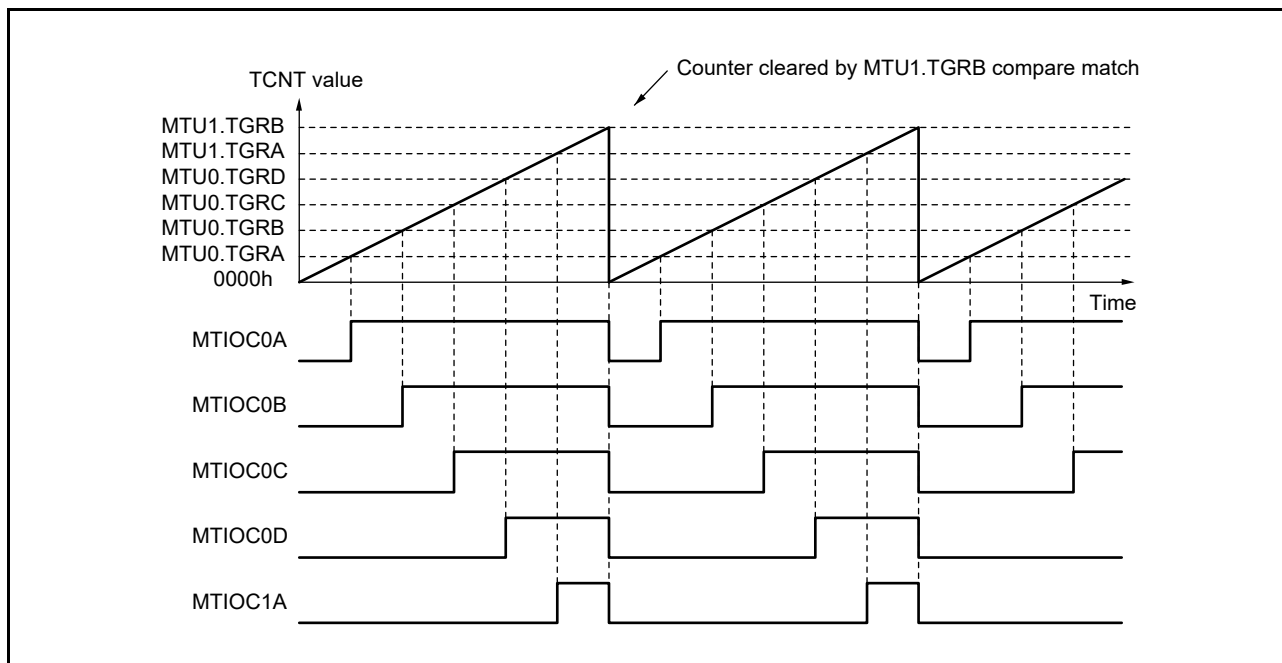 Counter cleared by MTU1.TGRB compare match
TCNT value
MTU1.TGRB
MTU1.TGRA
MTU0.TGRD
MTU0.TGRC
MTU0.TGRB
MTU0.TGRA
0000h
Time
MTIOC0A
MTIOC0B
MTIOC0C
MTIOC0D
MTIOC1A